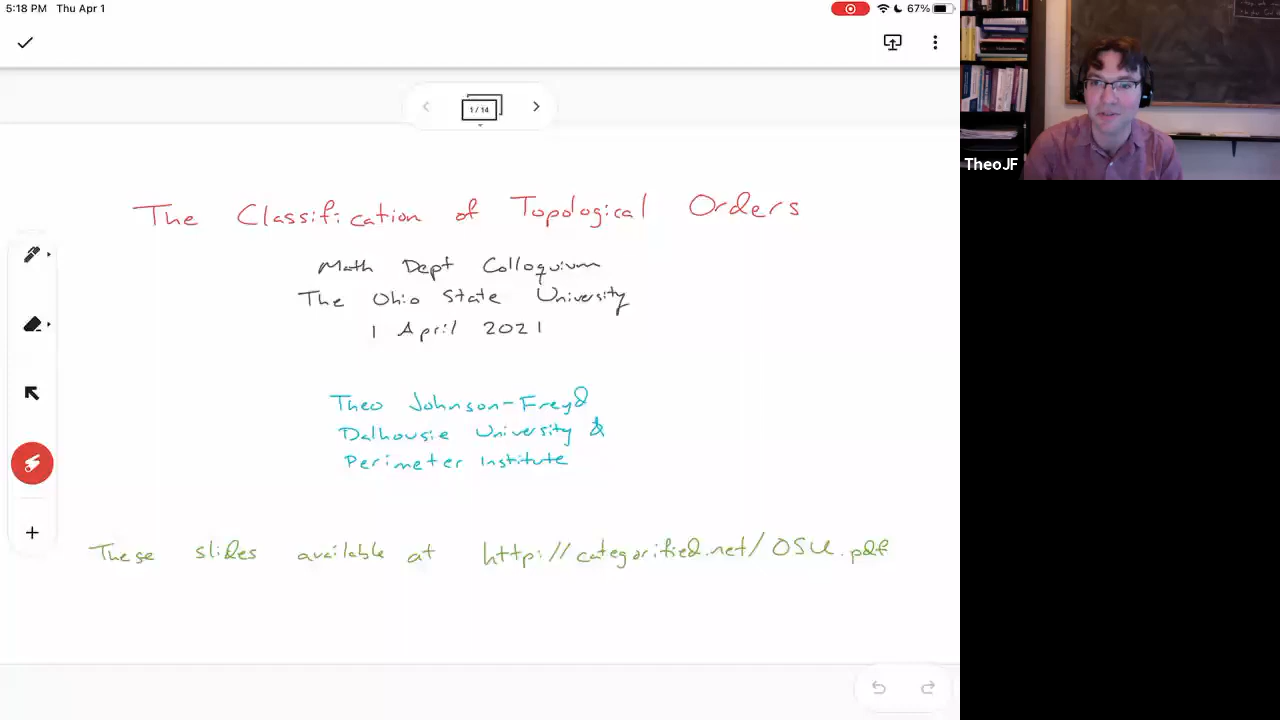 5:18 PM Thu Apr 1
67%
1 / 14
TheoJF
The Classification of Topological Orders
Math Dept Colloquium
The Ohio State University
1 April 2021
Theo Johnson-Freyd
Dalhousie University &
Perimeter Institute
These slides available at http://categorified.net/OSU.pdf